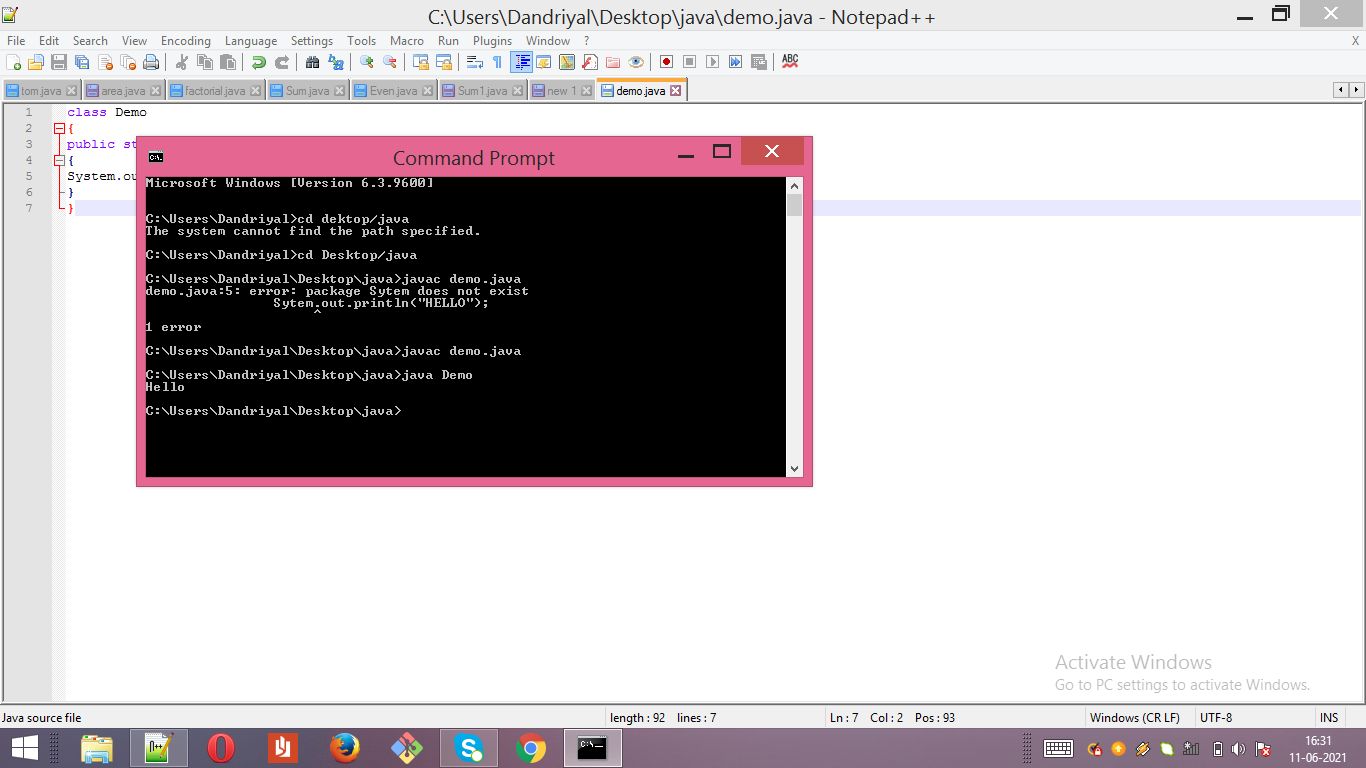 C:\Users\Dandriyal\Desktop\java\demo.java - Notepad++
File Edit Search View Encoding Language Settings Tools Macro Run Plugins Window ? X
ABC
tom.java area.java factorial.java Sum.java Even.java Sum1.java new 1 demo.java
1 class Demo
2 {
3 public st
4 {
5 System.ou
6 }
7 }
Command Prompt
C:\.
Microsoft Windows [Version 6.3.9600]
C:\Users\Dandriyal>cd dektop/java
The system cannot find the path specified.
C:\Users\Dandriyal>cd Desktop/java
C:\Users\Dandriyal\Desktop\java>javac demo.java
demo.java:5: error: package Sytem does not exist
Sytem.out.println("HELLO");
^
1 error
C:\Users\Dandriyal\Desktop\java>javac demo.java
C:\Users\Dandriyal\Desktop\java>java Demo
Hello
C:\Users\Dandriyal\Desktop\java>
Activate Windows
Go to PC settings to activate Windows.
Java source file length : 92 lines : 7 Ln : 7 Col : 2 Pos : 93 Windows (CR LF) UTF-8 INS
16:31
11-06-2021